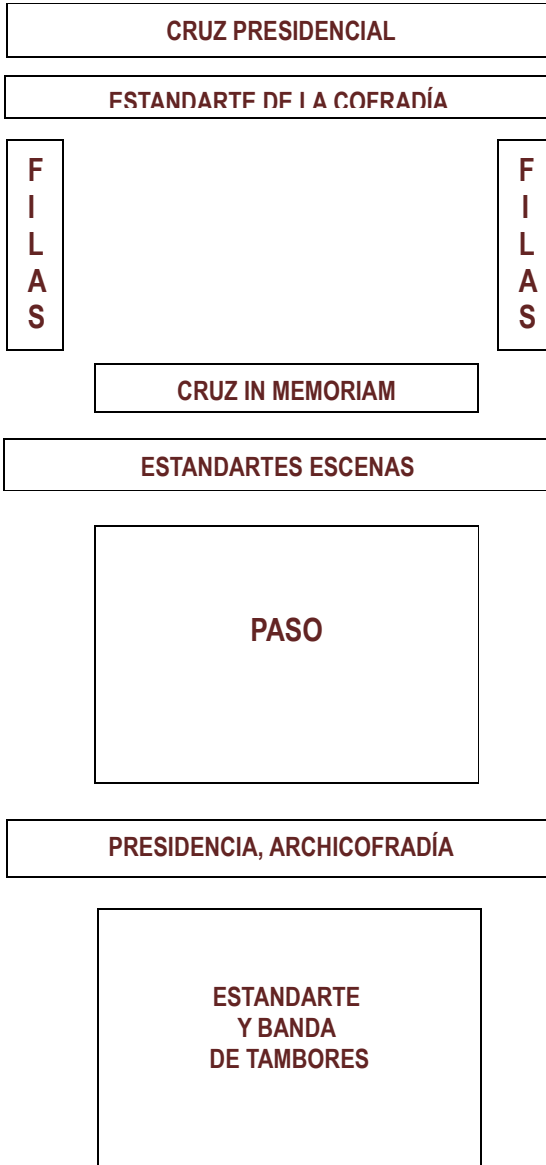 CRUZ PRESIDENCIAL
ESTANDARTE DE LA COFRADÍA
F
I
L
A
S
F
I
L
A
S
CRUZ IN MEMORIAM
ESTANDARTES ESCENAS
PASO
PRESIDENCIA, ARCHICOFRADÍA
ESTANDARTE
Y BANDA
DE TAMBORES